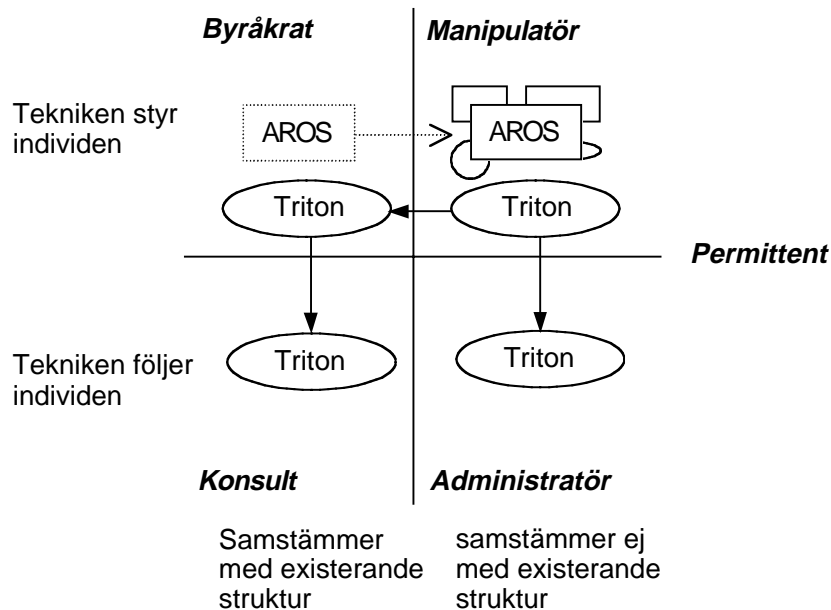 Byråkrat
Manipulatör
Tekniken styr
individen
AROS
AROS
Triton
Triton
Permittent
Tekniken följer
individen
Triton
Triton
Konsult
Administratör
Samstämmer
med existerande
struktur
samstämmer ej
med existerande
struktur